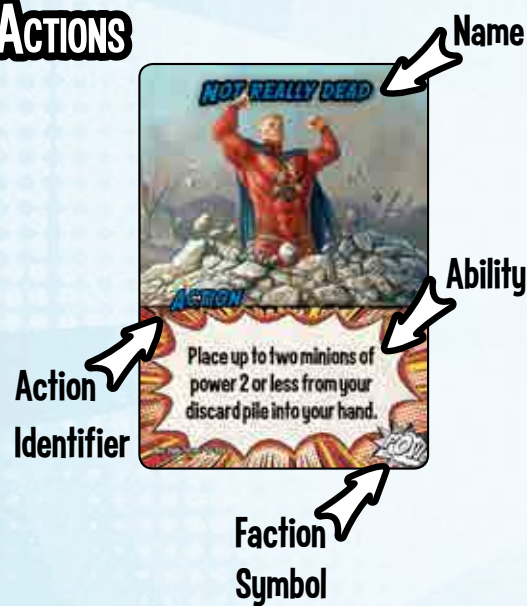 ACTIONS
Name
NOT REALLY DEAD
Ability
ACTION
Place up to two minions of
power 2 or less from your
discard pile into your hand.
Action
Identifier
POW!
Faction
Symbol